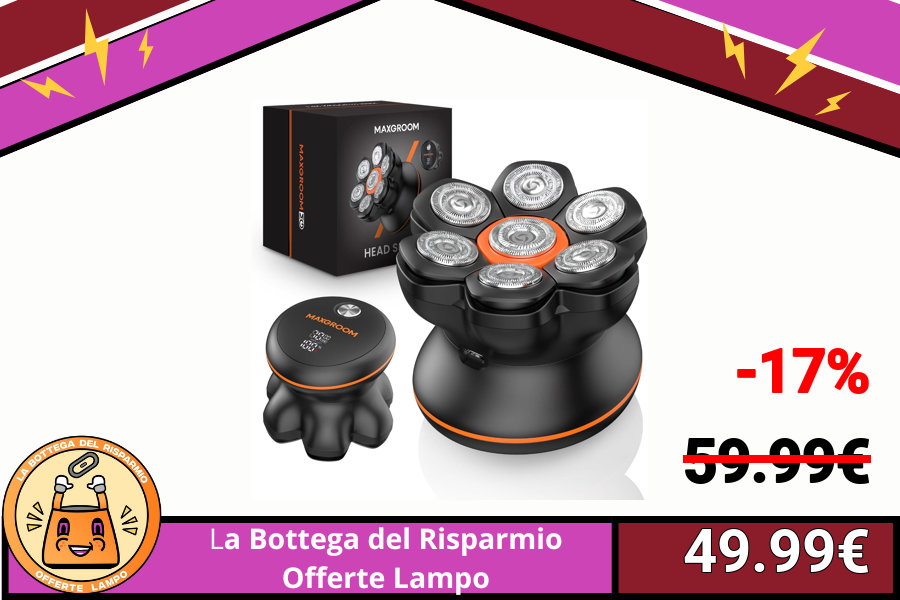 MAXGROOM
MAXGROOM
HEAD S
MAXGROOM
100
-17%
59.99€
LA BOTTEGA DEL RISPARMIO
OFFERTE LAMPO
La Bottega del Risparmio
Offerte Lampo
49.99€